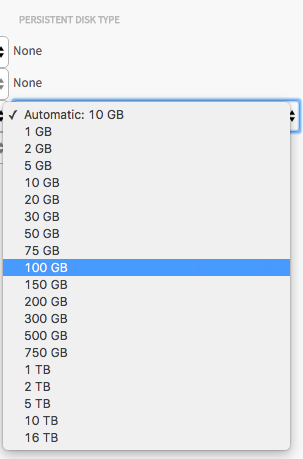 PERSISTENT DISK TYPE
None
None
✓ Automatic: 10 GB
1 GB
2 GB
5 GB
10 GB
20 GB
30 GB
50 GB
75 GB
100 GB
150 GB
200 GB
300 GB
500 GB
750 GB
1 TB
2 TB
5 TB
10 TB
16 TB